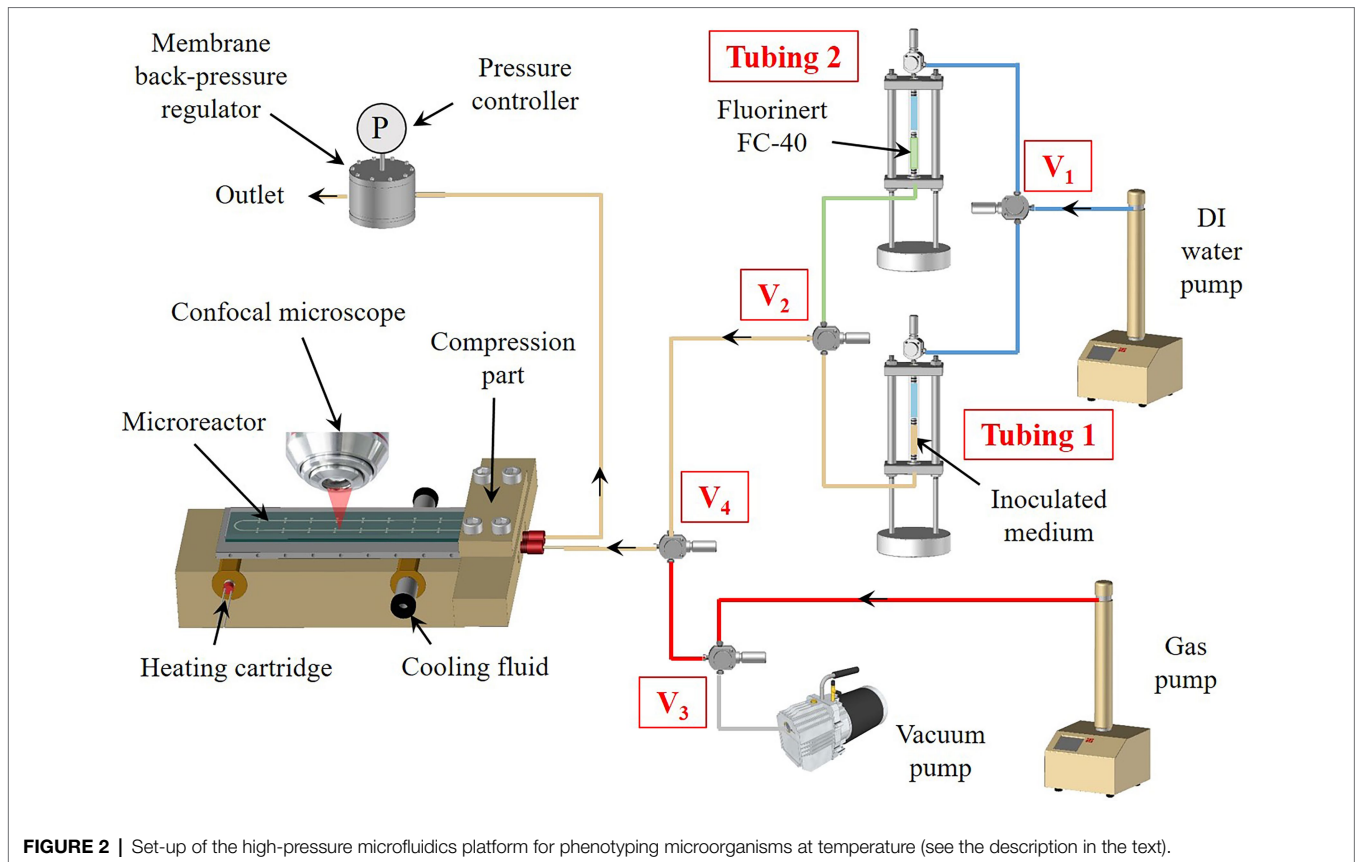 Membrane
back-pressure
regulator
Pressure
controller
P
Outlet
Tubing 2
Fluorinert
FC-40
V₁
DI
water
pump
V₂
Confocal microscope
Compression
part
Microreactor
Tubing 1
Inoculated
medium
V₄
Heating cartridge
Cooling fluid
V₃
Vacuum
pump
Gas
pump
FIGURE 2 | Set-up of the high-pressure microfluidics platform for phenotyping microorganisms at temperature (see the description in the text).